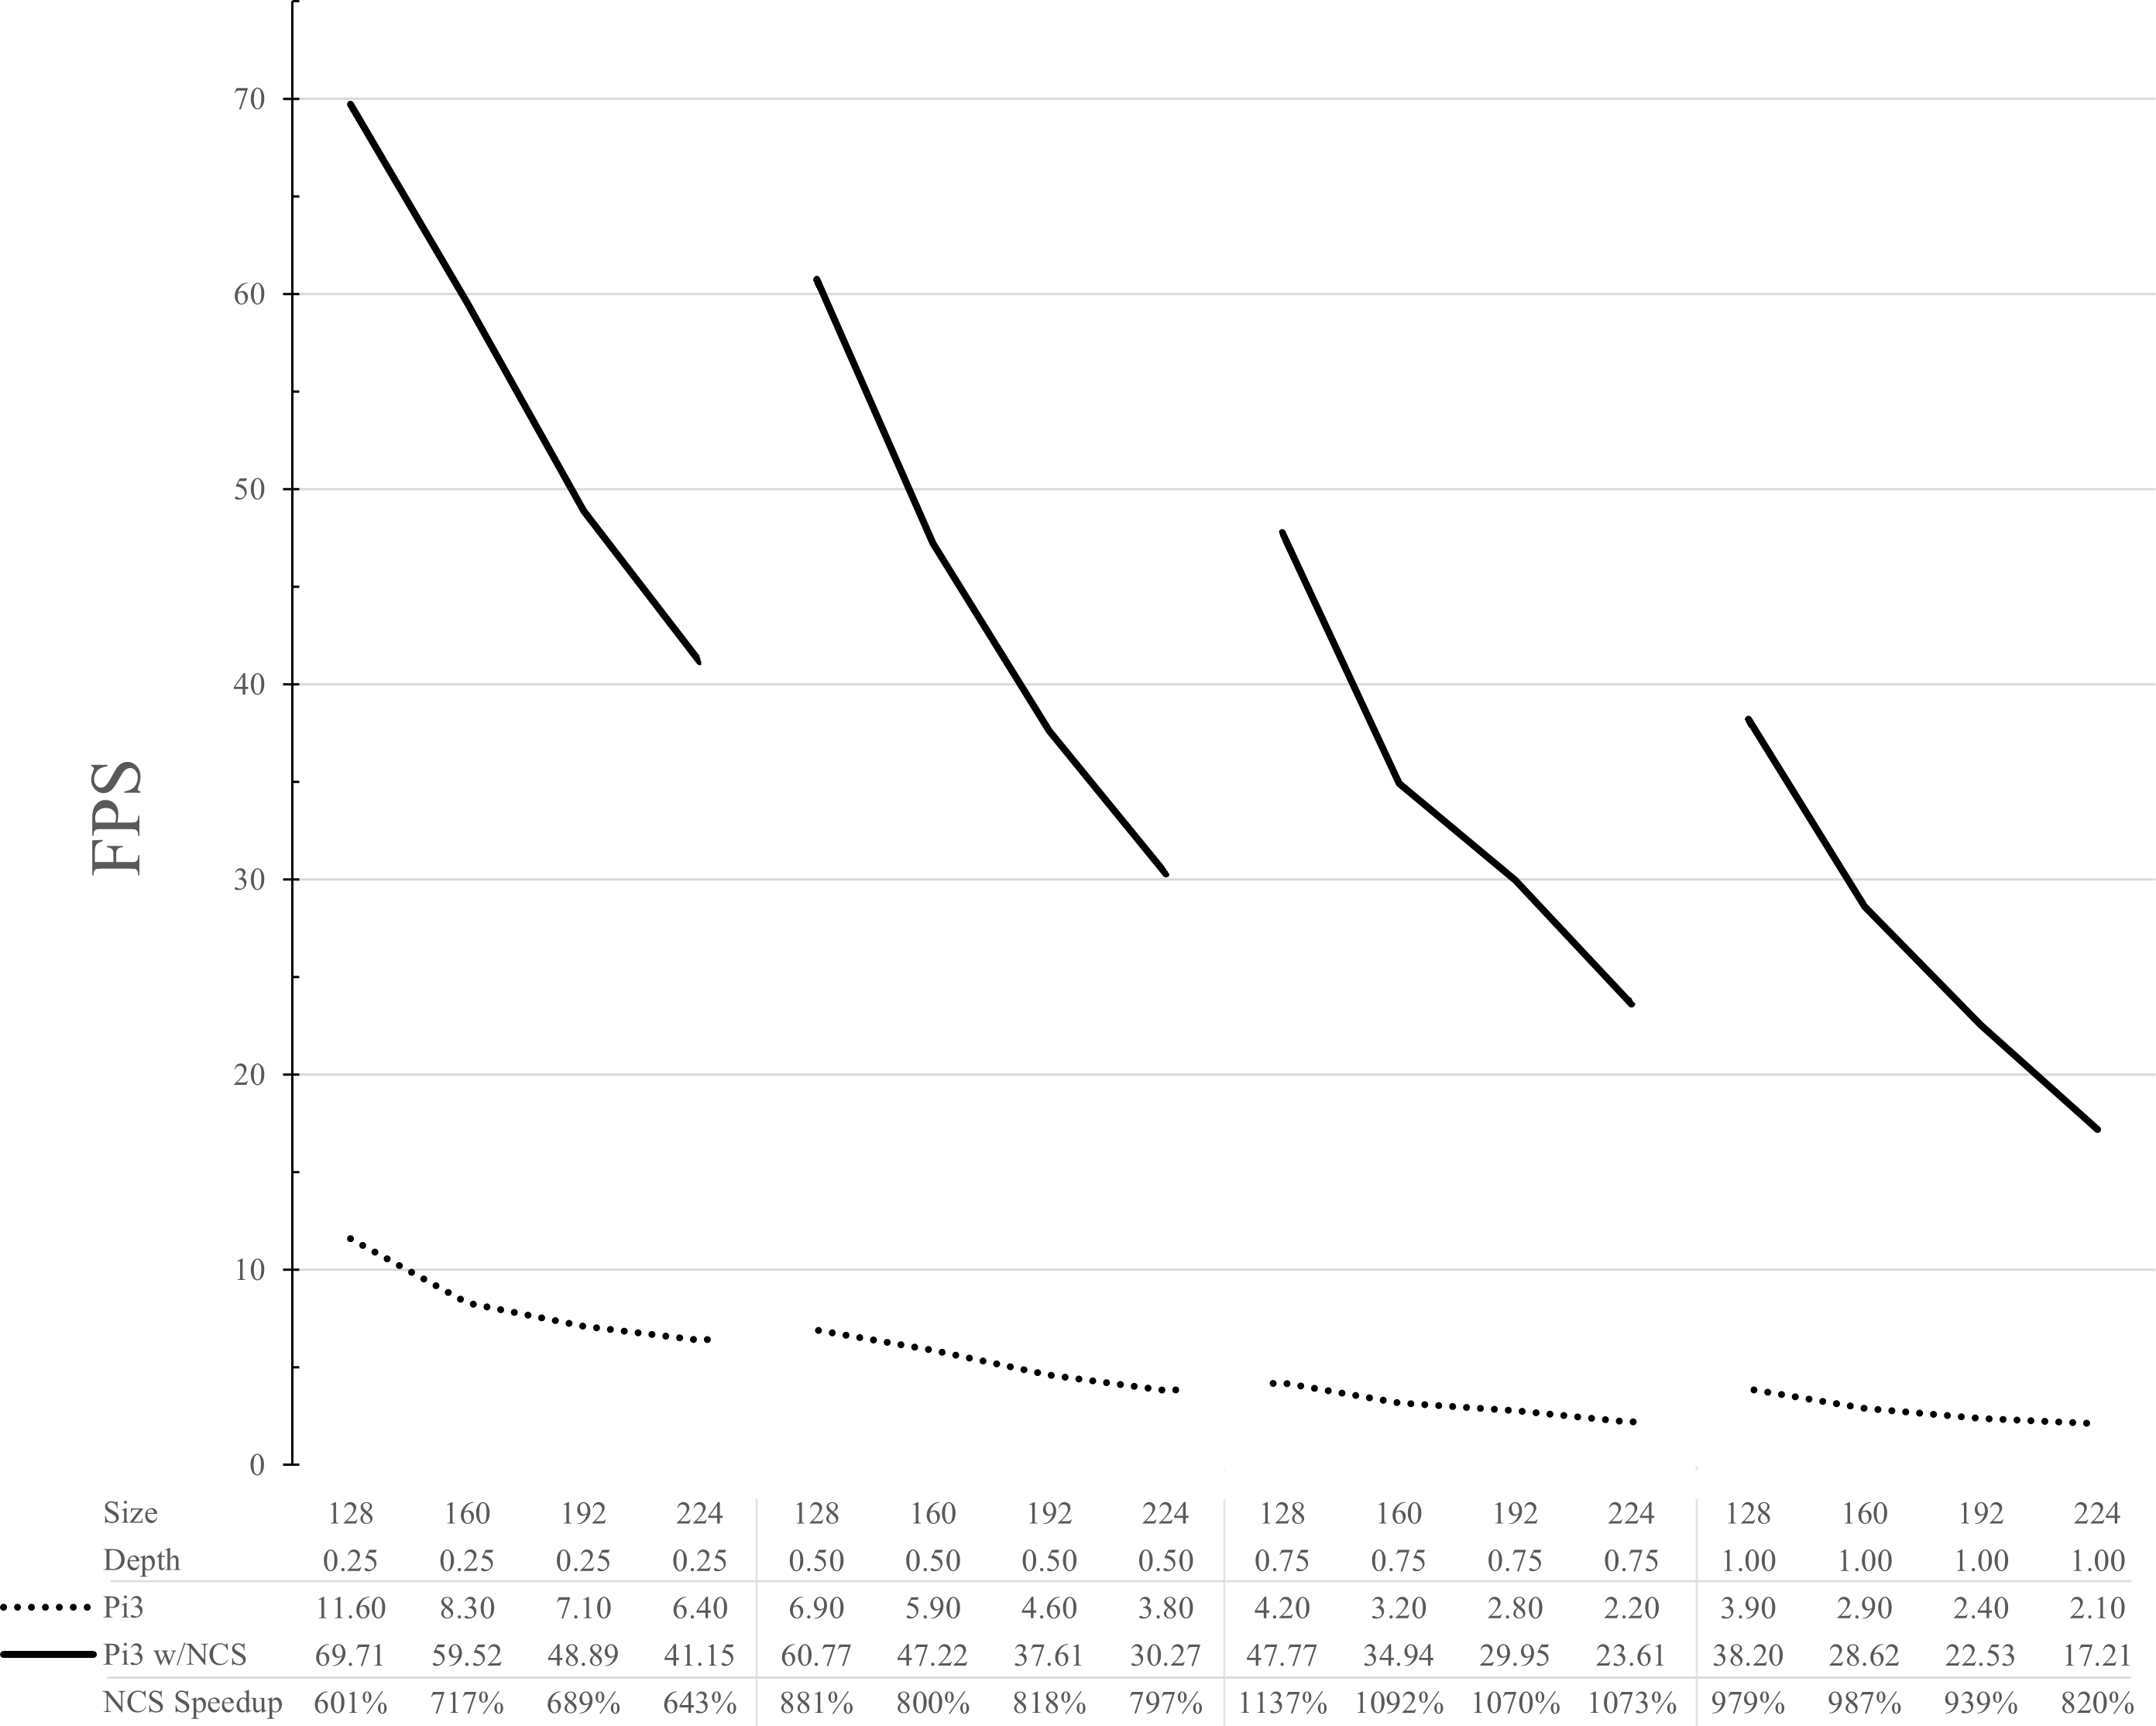 70
60
50
40
30
20
10
0
FPS
Size 128 160 192 224 128 160 192 224 128 160 192 224 128 160 192 224
Depth 0.25 0.25 0.25 0.25 0.50 0.50 0.50 0.50 0.75 0.75 0.75 0.75 1.00 1.00 1.00 1.00
Pi3 11.60 8.30 7.10 6.40 6.90 5.90 4.60 3.80 4.20 3.20 2.80 2.20 3.90 2.90 2.40 2.10
Pi3 w/NCS 69.71 59.52 48.89 41.15 60.77 47.22 37.61 30.27 47.77 34.94 29.95 23.61 38.20 28.62 22.53 17.21
NCS Speedup 601% 717% 689% 643% 881% 800% 818% 797% 1137% 1092% 1070% 1073% 979% 987% 939% 820%